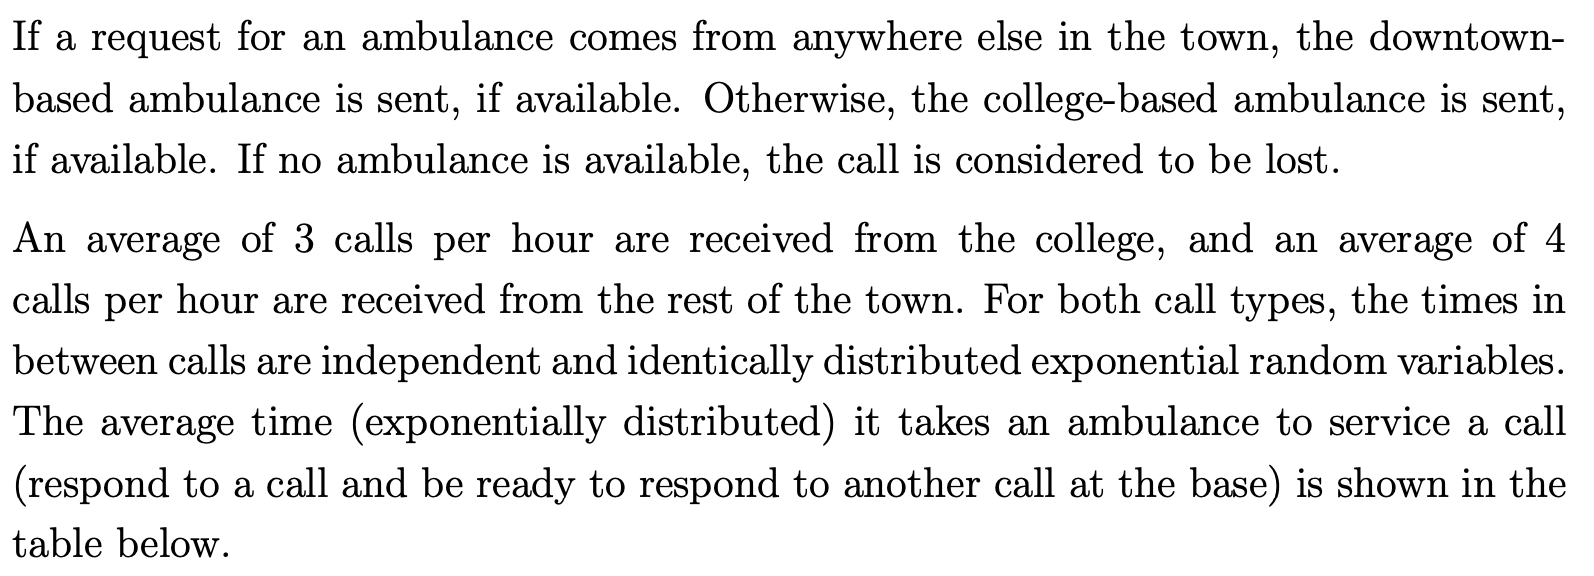 If a request for an ambulance comes from anywhere else in the town, the downtown-
based ambulance is sent, if available. Otherwise, the college-based ambulance is sent,
if available. If no ambulance is available, the call is considered to be lost.
An average of 3 calls per hour are received from the college, and an average of 4
calls per hour are received from the rest of the town. For both call types, the times in
between calls are independent and identically distributed exponential random variables.
The average time (exponentially distributed) it takes an ambulance to service a call
(respond to a call and be ready to respond to another call at the base) is shown in the
table below.